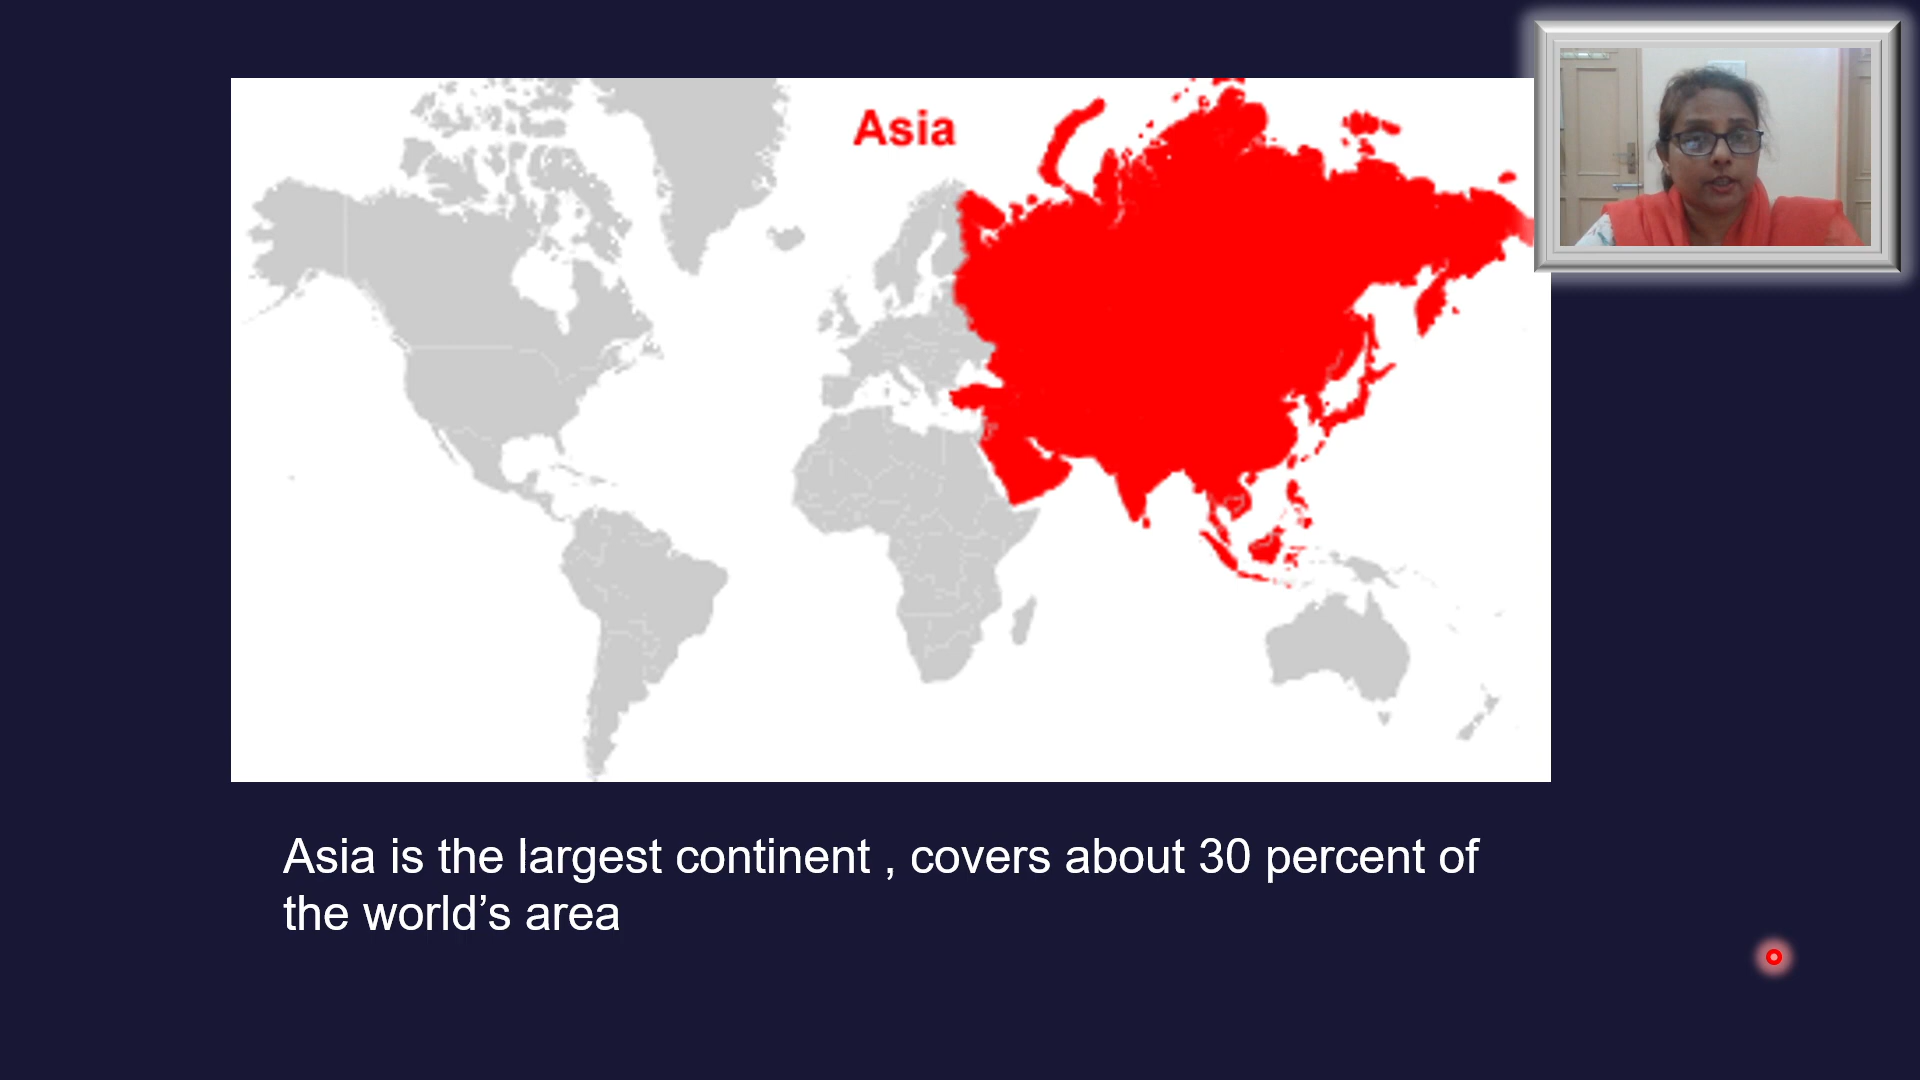 Asia
Asia is the largest continent , covers about 30 percent of
the world’s area